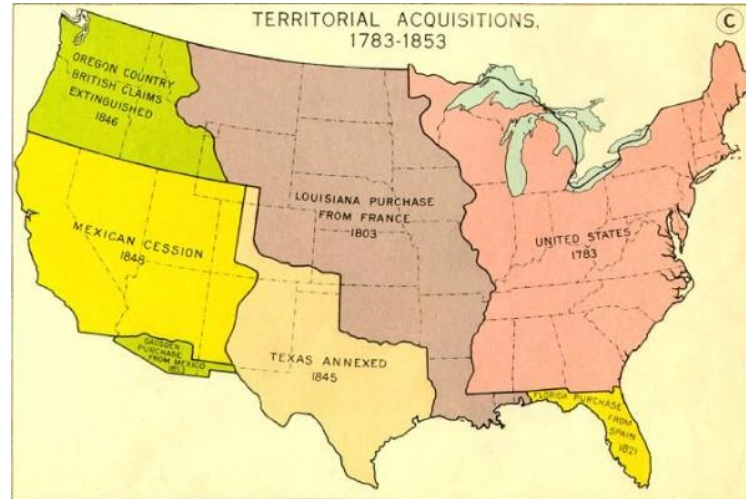 TERRITORIAL ACQUISITIONS,
1783-1853
C
OREGON COUNTRY
BRITISH CLAIMS
EXTINGUISHED
1846
LOUISIANA PURCHASE
FROM FRANCE
1803
UNITED STATES
1783
MEXICAN CESSION
1848
GADSDEN
PURCHASE
FROM MEXICO
1853
TEXAS ANNEXED
1845
FLORIDA PURCHASE
FROM
SPAIN
1821